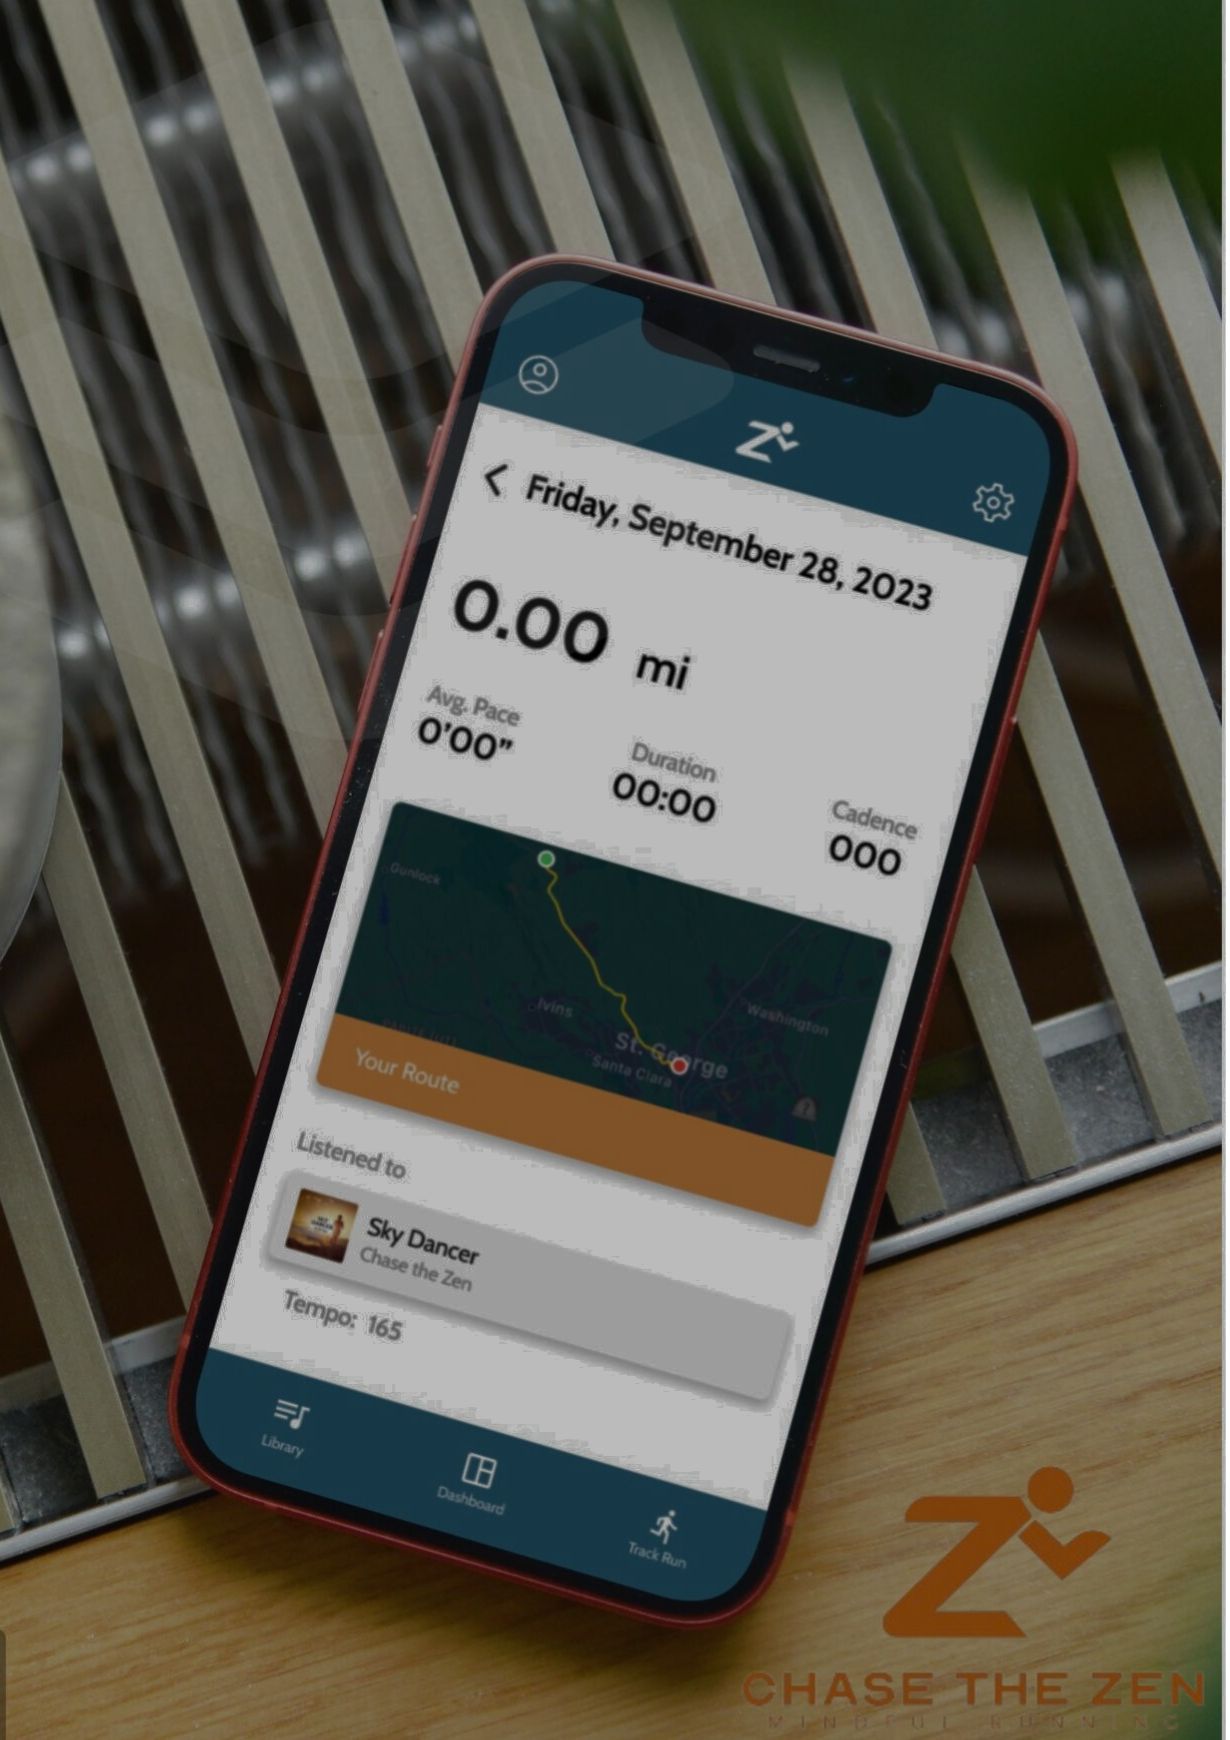 Friday, September 28, 2023
0.00 mi
Avg. Pace
0'00"
Duration
00:00
Cadence
000
Gunlock
Ivins
Washington
St. George
Santa Clara
Your Route
Listened to
Sky Dancer
Chase the Zen
Tempo: 165
Library
Dashboard
Track Run
CHASE THE ZEN
MINDFUL RUNNING